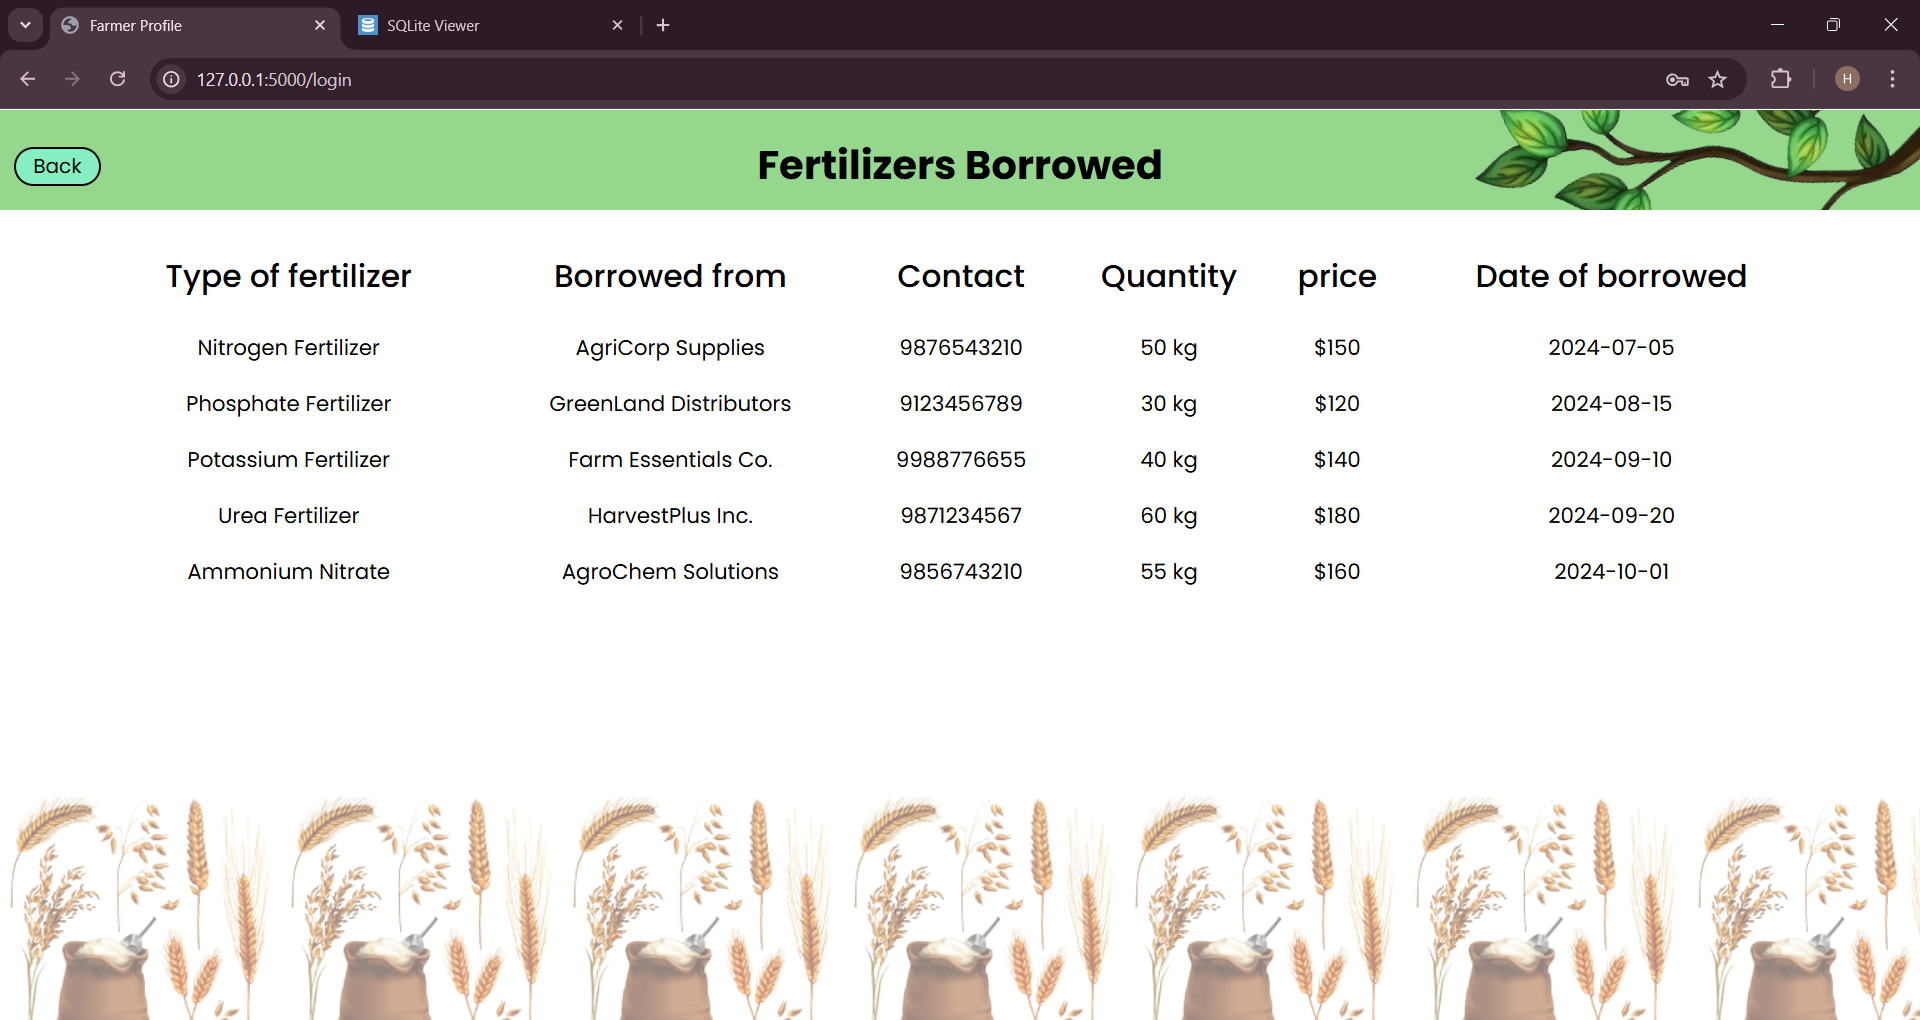 Farmer Profile SQLite Viewer
127.0.0.1:5000/login H
Back Fertilizers Borrowed
Type of fertilizer Borrowed from Contact Quantity price Date of borrowed
Nitrogen Fertilizer AgriCorp Supplies 9876543210 50 kg $150 2024-07-05
Phosphate Fertilizer GreenLand Distributors 9123456789 30 kg $120 2024-08-15
Potassium Fertilizer Farm Essentials Co. 9988776655 40 kg $140 2024-09-10
Urea Fertilizer HarvestPlus Inc. 9871234567 60 kg $180 2024-09-20
Ammonium Nitrate AgroChem Solutions 9856743210 55 kg $160 2024-10-01